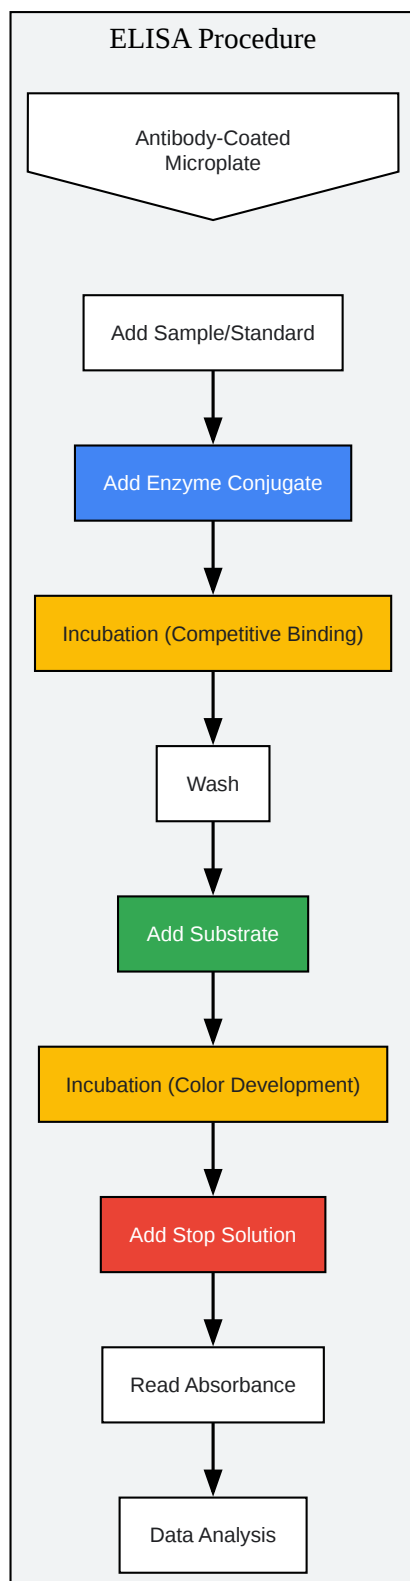 ELISA Procedure
Antibody-Coated
Microplate
Add Sample/Standard
Add Enzyme Conjugate
Incubation (Competitive Binding)
Wash
Add Substrate
Incubation (Color Development)
Add Stop Solution
Read Absorbance
Data Analysis